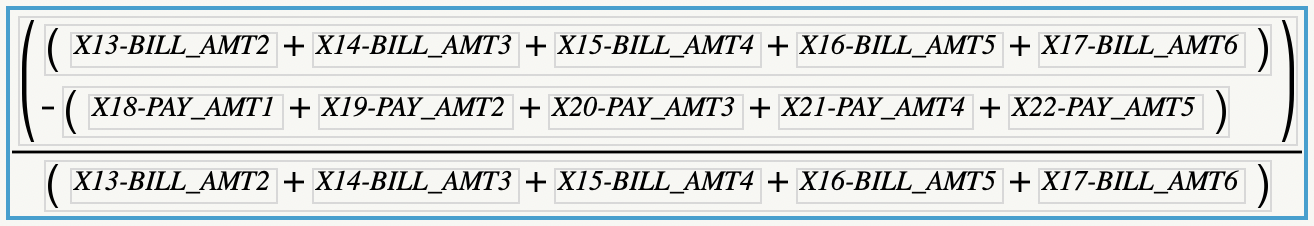 ( ( X13-BILL_AMT2 + X14-BILL_AMT3 + X15-BILL_AMT4 + X16-BILL_AMT5 + X17-BILL_AMT6 )
- ( X18-PAY_AMT1 + X19-PAY_AMT2 + X20-PAY_AMT3 + X21-PAY_AMT4 + X22-PAY_AMT5 ) )
( X13-BILL_AMT2 + X14-BILL_AMT3 + X15-BILL_AMT4 + X16-BILL_AMT5 + X17-BILL_AMT6 )